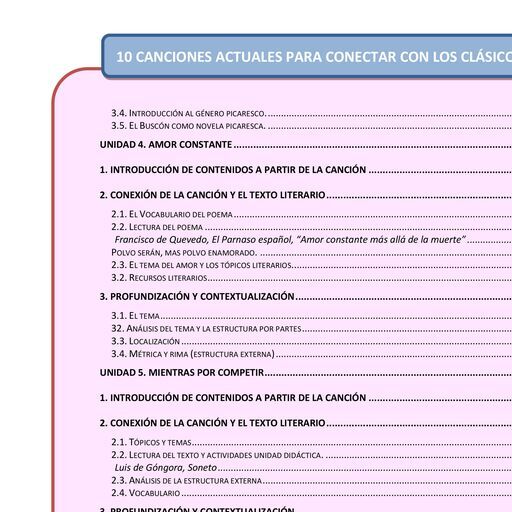 10 CANCIONES ACTUALES PARA CONECTAR CON LOS CLÁSICO
3.4. INTRODUCCIÓN AL GÉNERO PICARESCO.
3.5. EL BUSCÓN COMO NOVELA PICARESCA.
UNIDAD 4. AMOR CONSTANTE
1. INTRODUCCIÓN DE CONTENIDOS A PARTIR DE LA CANCIÓN
2. CONEXIÓN DE LA CANCIÓN Y EL TEXTO LITERARIO
2.1. EL VOCABULARIO DEL POEMA
2.2. LECTURA DEL POEMA
Francisco de Quevedo, El Parnaso español, “Amor constante más allá de la muerte”
POLVO SERÁN, MAS POLVO ENAMORADO.
2.3. EL TEMA DEL AMOR Y LOS TÓPICOS LITERARIOS
3.2. RECURSOS LITERARIOS
3. PROFUNDIZACIÓN Y CONTEXTUALIZACIÓN
3.1. EL TEMA
32. ANÁLISIS DEL TEMA Y LA ESTRUCTURA POR PARTES
3.3. LOCALIZACIÓN
3.4. MÉTRICA Y RIMA (ESTRUCTURA EXTERNA)
UNIDAD 5. MIENTRAS POR COMPETIR
1. INTRODUCCIÓN DE CONTENIDOS A PARTIR DE LA CANCIÓN
2. CONEXIÓN DE LA CANCIÓN Y EL TEXTO LITERARIO
2.1. TÓPICOS Y TEMAS
2.2. LECTURA DEL TEXTO Y ACTIVIDADES UNIDAD DIDÁCTICA.
Luis de Góngora, Soneto
2.3. ANÁLISIS DE LA ESTRUCTURA EXTERNA
2.4. VOCABULARIO
3. PROFUNDIZACIÓN Y CONTEXTUALIZACIÓN